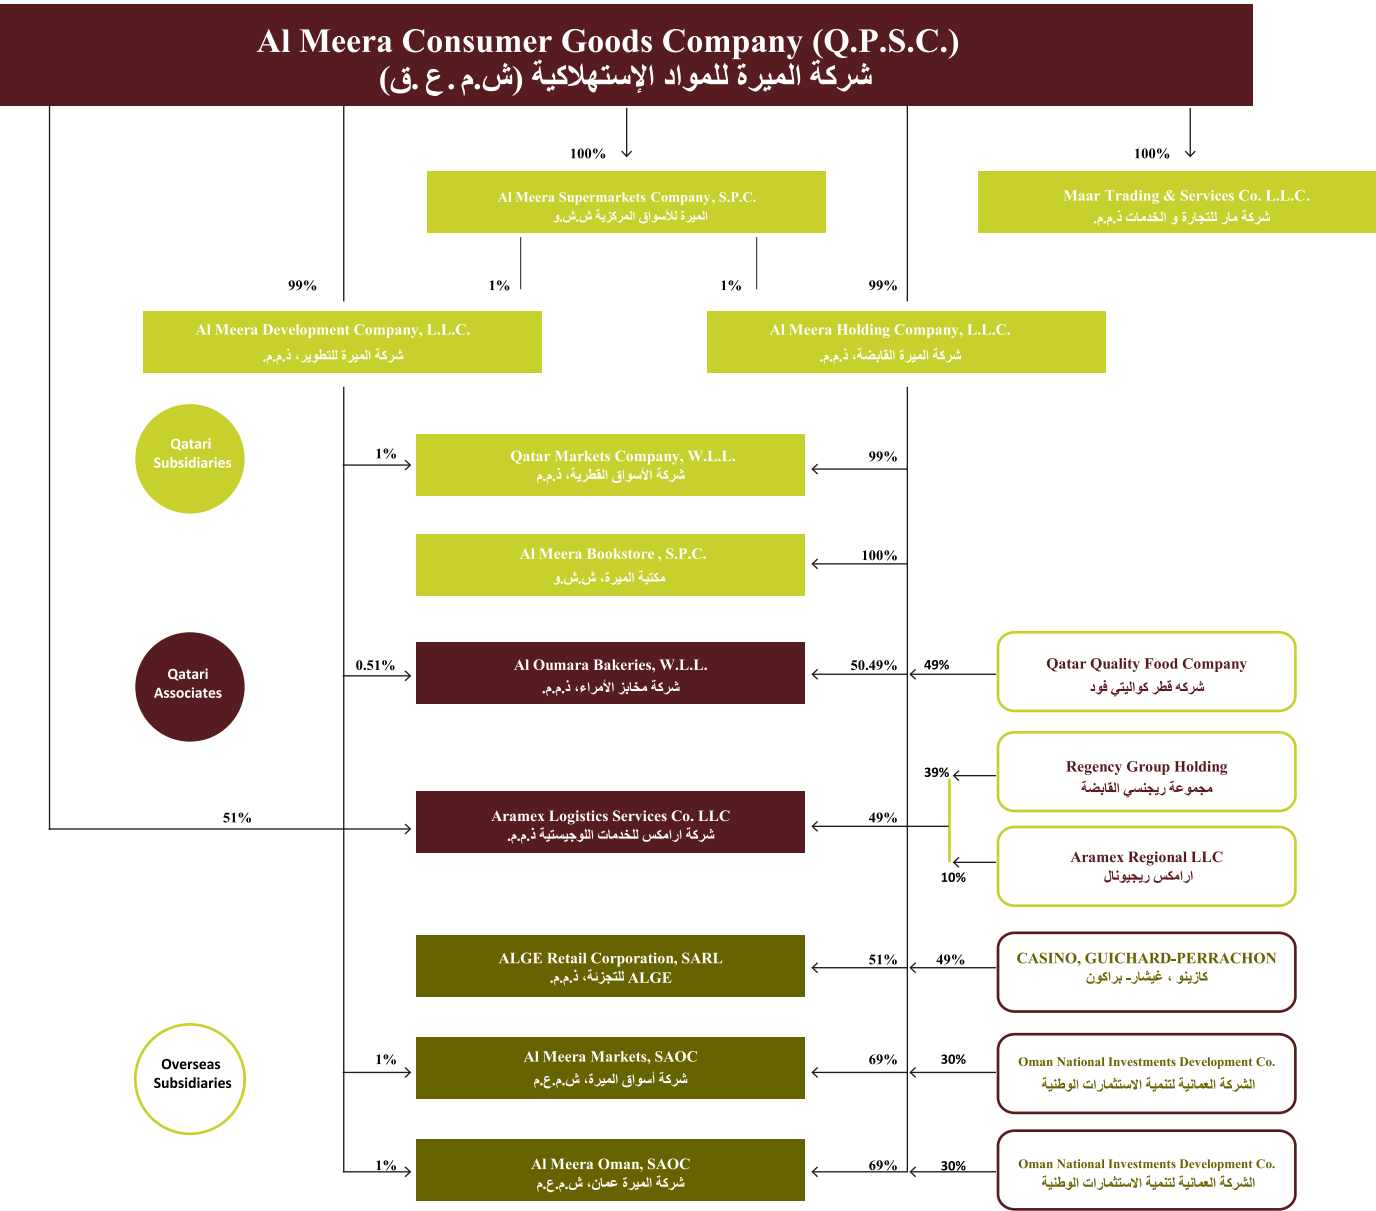 Al Meera Consumer Goods Company (Q.P.S.C.)
شركة الميرة للمواد الإستهلاكية (ش.م.ع.ق)
100%
100%
Al Meera Supermarkets Company, S.P.C.
الميرة للأسواق المركزية ش.ش.و
Maar Trading & Services Co. L.L.C.
شركة مار للتجارة و الخدمات ذ.م.م.
99%
1%
1%
99%
Al Meera Development Company, L.L.C.
شركة الميرة للتطوير، ذ.م.م.
Al Meera Holding Company, L.L.C.
شركة الميرة القابضة، ذ.م.م.
Qatari
Subsidiaries
1%
Qatar Markets Company, W.L.L.
شركة الأسواق القطرية، ذ.م.م
99%
Al Meera Bookstore , S.P.C.
مكتبة الميرة، ش.ش.و
100%
Qatari
Associates
0.51%
Al Oumara Bakeries, W.L.L.
شركة مخابز الأمراء، ذ.م.م.
50.49%
49%
Qatar Quality Food Company
شركه قطر كواليتي فود
39%
Regency Group Holding
مجموعة ريجنسي القابضة
51%
Aramex Logistics Services Co. LLC
شركة ارامكس للخدمات اللوجيستية ذ.م.م.
49%
10%
Aramex Regional LLC
ارامكس ريجيونال
ALGE Retail Corporation, SARL
ALGE للتجزئة، ذ.م.م.
51%
49%
CASINO, GUICHARD-PERRACHON
كازينو ، غيشار- براكون
Overseas
Subsidiaries
1%
Al Meera Markets, SAOC
شركة أسواق الميرة، ش.م.ع.م
69%
30%
Oman National Investments Development Co.
الشركة العمانية لتنمية الاستثمارات الوطنية
1%
Al Meera Oman, SAOC
شركة الميرة عمان، ش.م.ع.م
69%
30%
Oman National Investments Development Co.
الشركة العمانية لتنمية الاستثمارات الوطنية